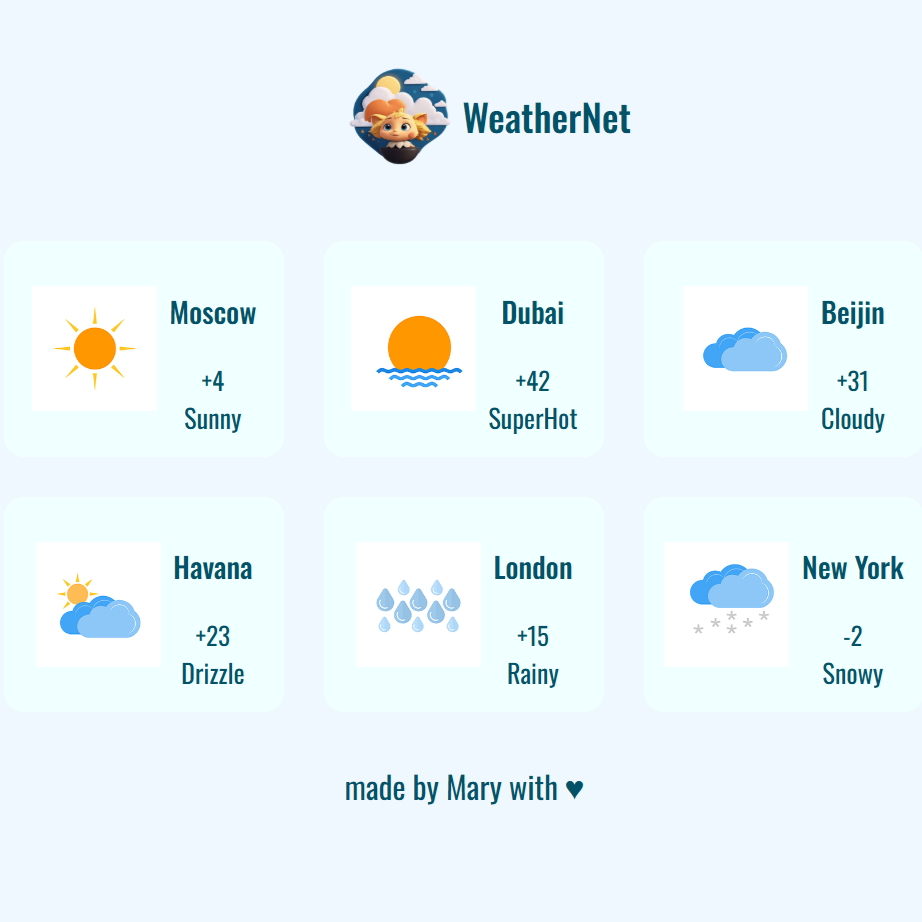 WeatherNet
Moscow
+4
Sunny
Dubai
+42
SuperHot
Beijin
+31
Cloudy
Havana
+23
Drizzle
London
+15
Rainy
New York
-2
Snowy
made by Mary with ♥